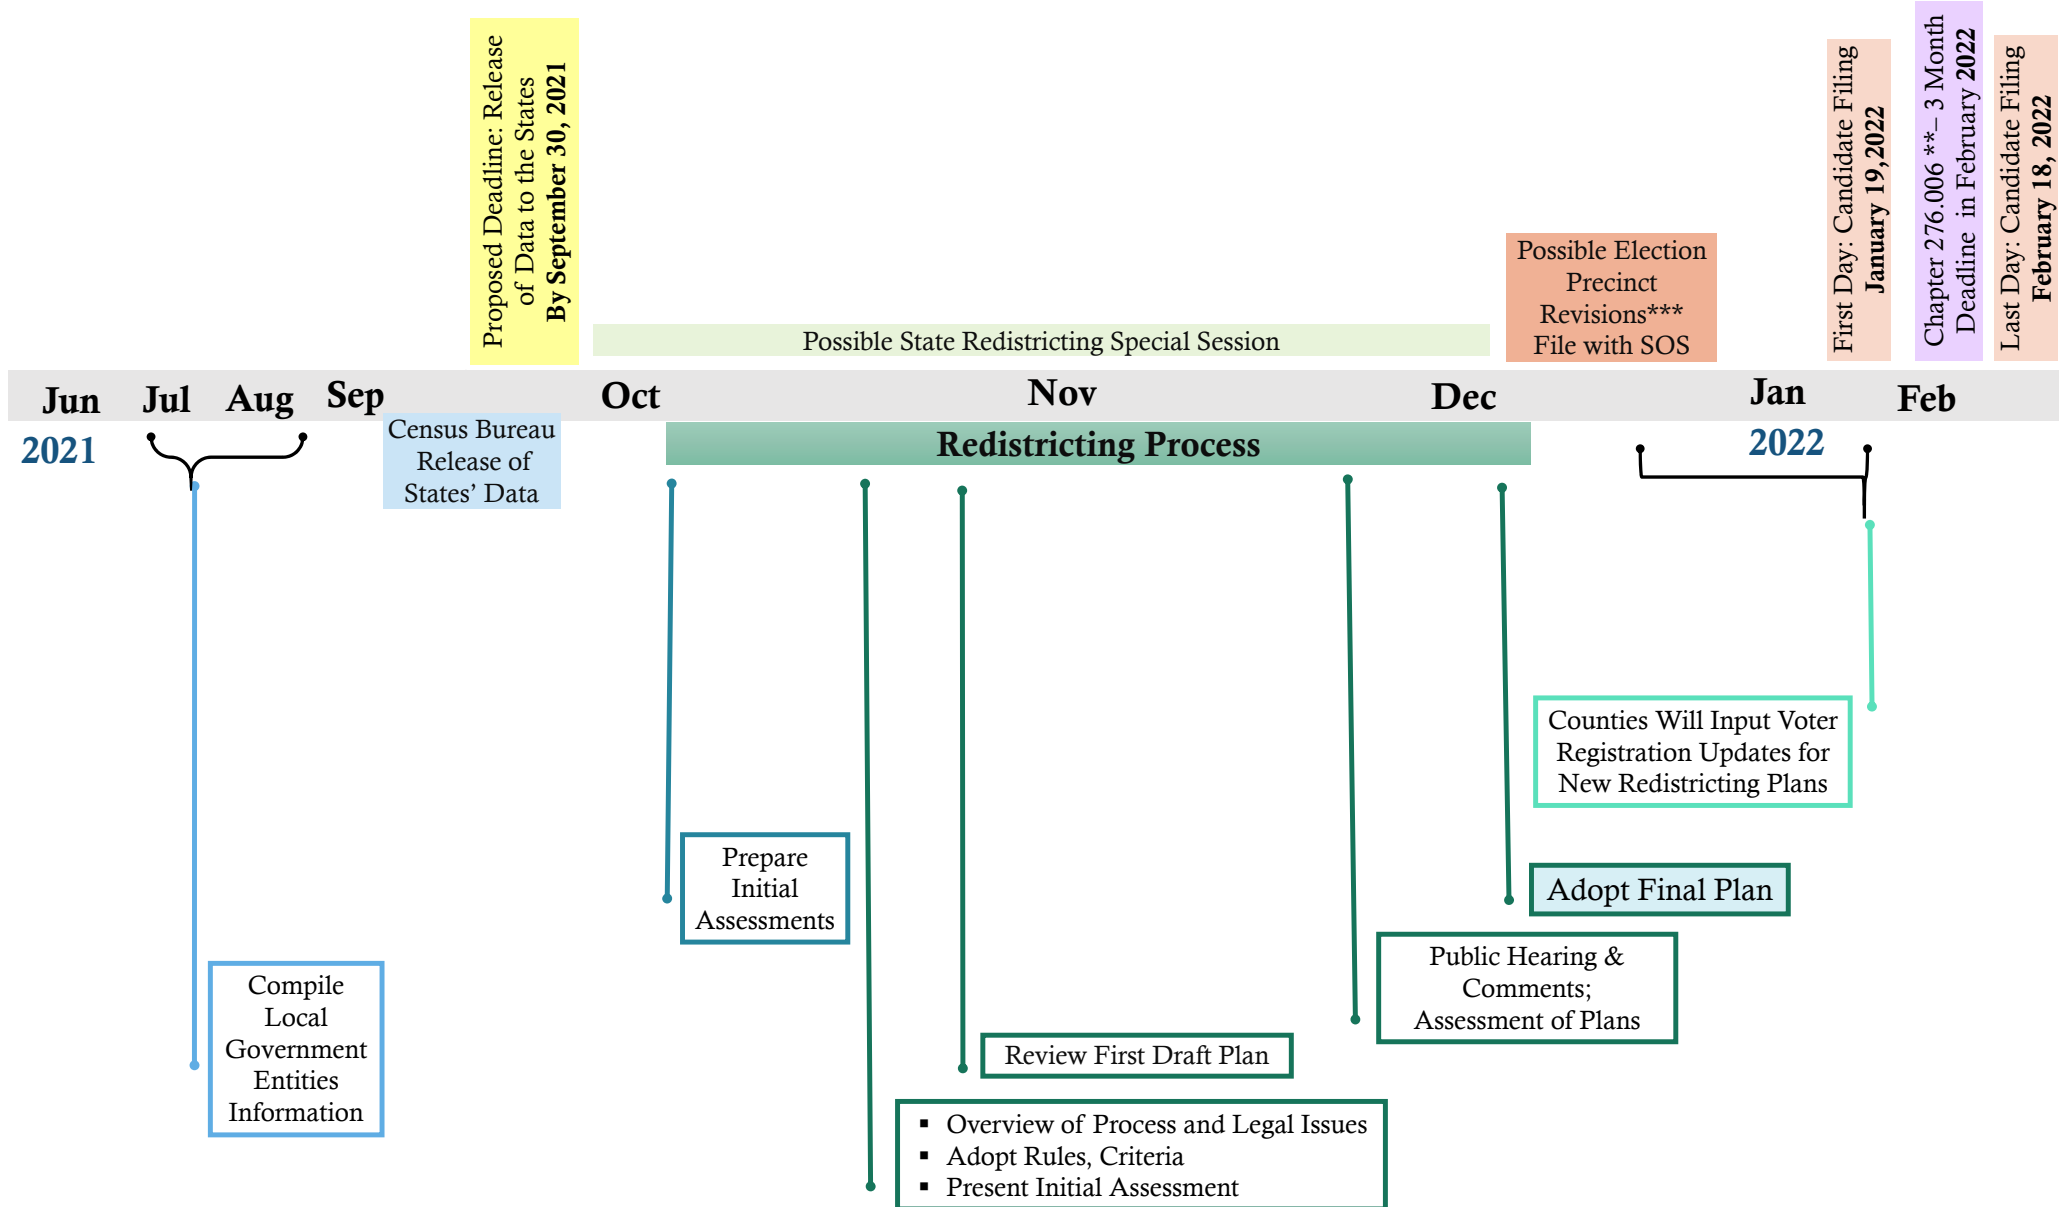 Proposed Deadline: Release
of Data to the States
By September 30, 2021
First Day: Candidate Filing
January 19,2022
Chapter 276.006 **– 3 Month
Deadline in February 2022
Last Day: Candidate Filing
February 18, 2022
Possible Election
Precinct
Revisions***
File with SOS
Possible State Redistricting Special Session
Jun Jul Aug Sep Oct Nov Dec Jan Feb
2021
Census Bureau
Release of
States’ Data
Redistricting Process
2022
Counties Will Input Voter
Registration Updates for
New Redistricting Plans
Prepare
Initial
Assessments
Adopt Final Plan
Public Hearing &
Comments;
Assessment of Plans
Compile
Local
Government
Entities
Information
Review First Draft Plan
▪ Overview of Process and Legal Issues
▪ Adopt Rules, Criteria
▪ Present Initial Assessment